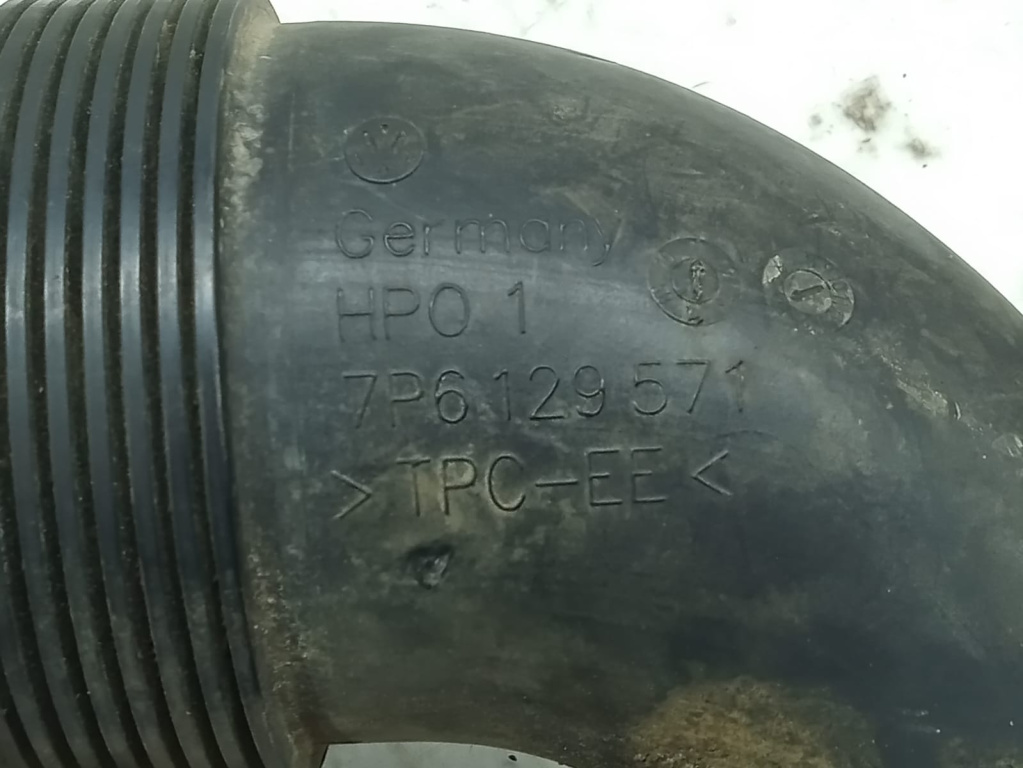 Germany
HPO 1
7P6 129 571
> TPC-EE <